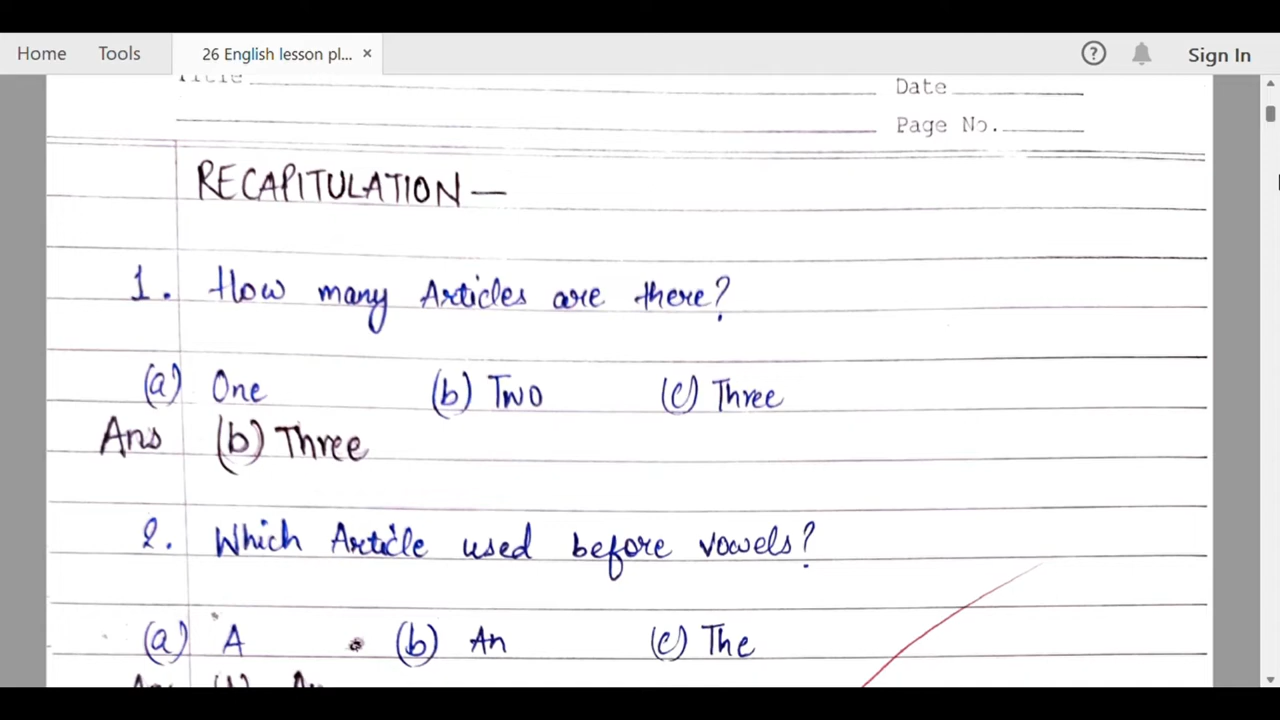 Home Tools 26 English lesson pl... × ? Sign In
Title
Date
Page No.
RECAPITULATION —
1. How many Articles are there?
(a) One (b) Two (c) Three
Ans (b) Three
2. Which Article used before vowels?
(a) A (b) An (c) The